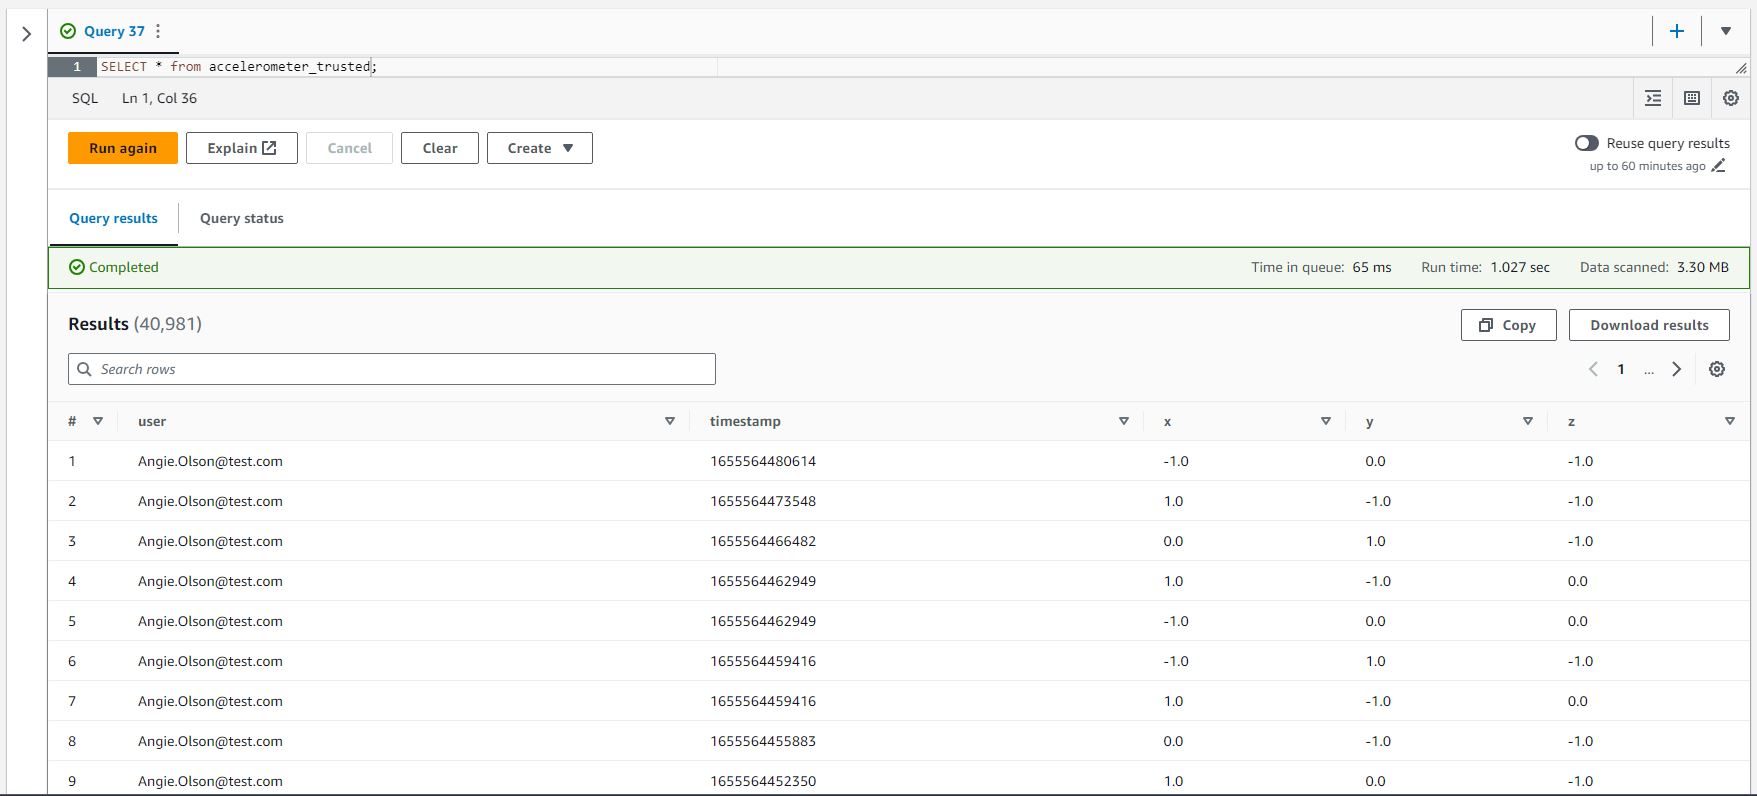 Query 37
1 SELECT * from accelerometer_trusted;
SQL Ln 1, Col 36
Run again Explain Cancel Clear Create Reuse query results
up to 60 minutes ago
Query results Query status
Completed Time in queue: 65 ms Run time: 1.027 sec Data scanned: 3.30 MB
Results (40,981) Copy Download results
Search rows 1 ...
# user timestamp x y z
1 Angie.Olson@test.com 1655564480614 -1.0 0.0 -1.0
2 Angie.Olson@test.com 1655564473548 1.0 -1.0 -1.0
3 Angie.Olson@test.com 1655564466482 0.0 1.0 -1.0
4 Angie.Olson@test.com 1655564462949 1.0 -1.0 0.0
5 Angie.Olson@test.com 1655564462949 -1.0 0.0 0.0
6 Angie.Olson@test.com 1655564459416 -1.0 1.0 -1.0
7 Angie.Olson@test.com 1655564459416 1.0 -1.0 0.0
8 Angie.Olson@test.com 1655564455883 0.0 -1.0 -1.0
9 Angie.Olson@test.com 1655564452350 1.0 0.0 -1.0